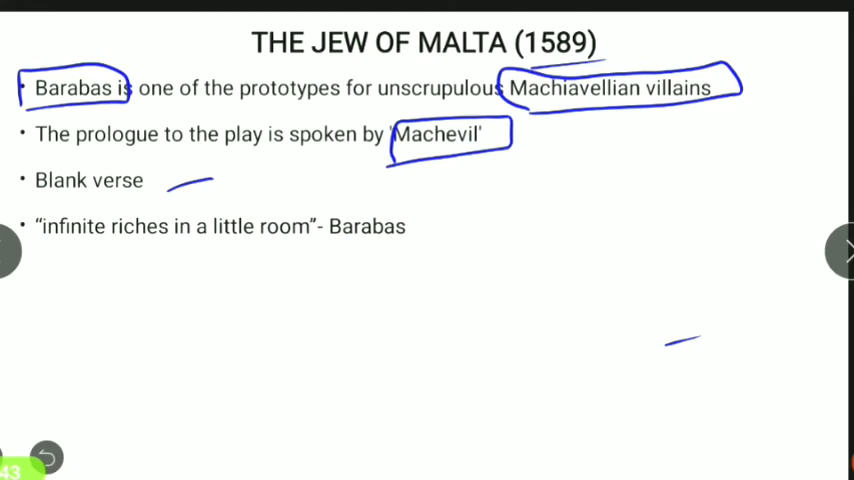 THE JEW OF MALTA (1589)
• Barabas is one of the prototypes for unscrupulous Machiavellian villains
• The prologue to the play is spoken by 'Machevil'
• Blank verse
• “infinite riches in a little room”- Barabas
43